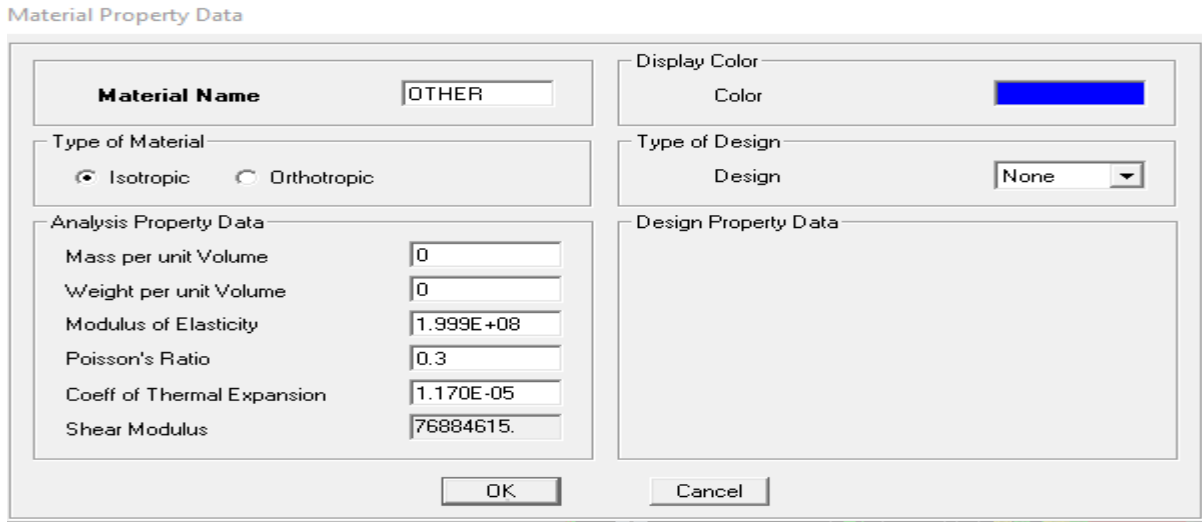 Material Property Data
Material Name OTHER
Display Color
Color
Type of Material
Isotropic Orthotropic
Type of Design
Design None
Analysis Property Data
Mass per unit Volume 0
Weight per unit Volume 0
Modulus of Elasticity 1.999E+08
Poisson's Ratio 0.3
Coeff of Thermal Expansion 1.170E-05
Shear Modulus 76884615.
Design Property Data
OK Cancel